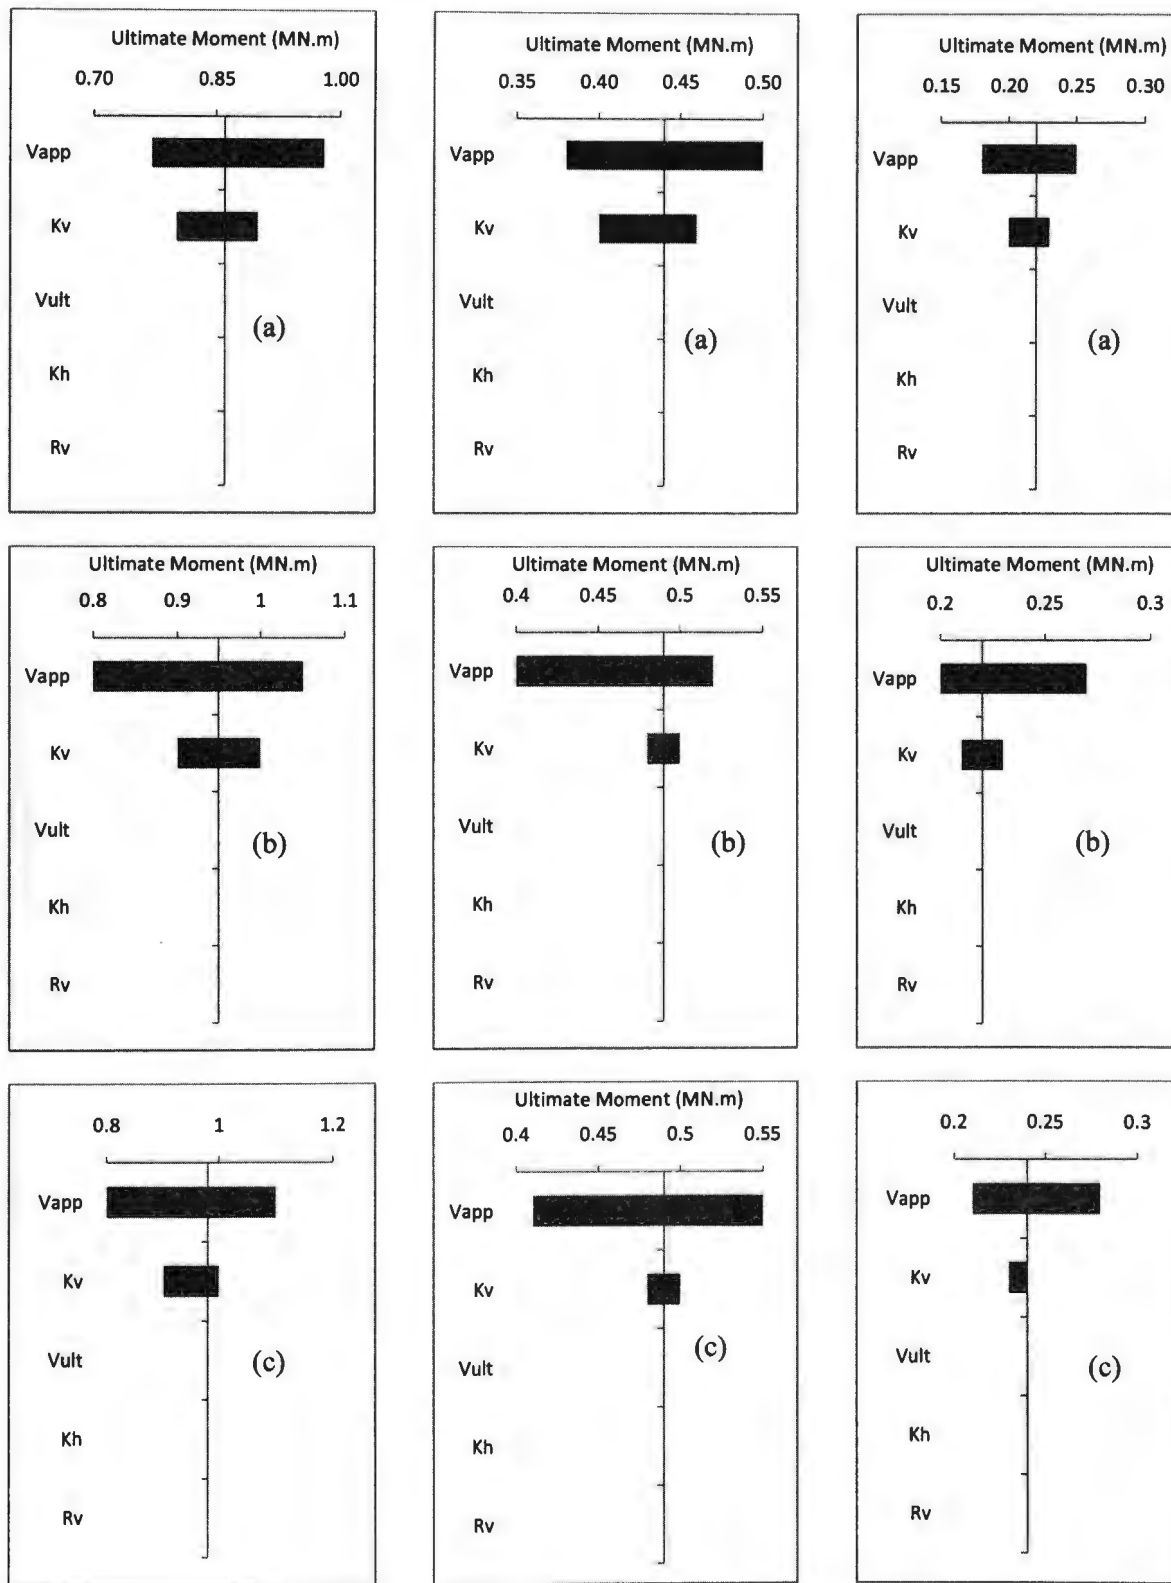 Ultimate Moment (MN.m)
0.70 0.85 1.00
Vapp
Kv
Vult
Kh
Rv
(a)
Ultimate Moment (MN.m)
0.35 0.40 0.46 0.50
Vapp
Kv
Vult
Kh
Rv
(a)
Ultimate Moment (MN.m)
0.15 0.20 0.25 0.30
Vapp
Kv
Vult
Kh
Rv
(a)
Ultimate Moment (MN.m)
0.8 0.9 1 1.1
Vapp
Kv
Vult
(b)
Kh
Rv
Ultimate Moment (MN.m)
0.4 0.45 0.5 0.55
Vapp
Kv
Vult
(b)
Kh
Rv
Ultimate Moment (MN.m)
0.2 0.25 0.3
Vapp
Kv
Vult
(b)
Kh
Rv
0.8 1 1.2
Vapp
Kv
Vult (c)
Kh
Rv
Ultimate Moment (MN.m)
0.4 0.45 0.5 0.55
Vapp
Kv
(c)
Vult
Kh
Rv
0.2 0.25 0.3
Vapp
Kv
Vult (c)
Kh
Rv